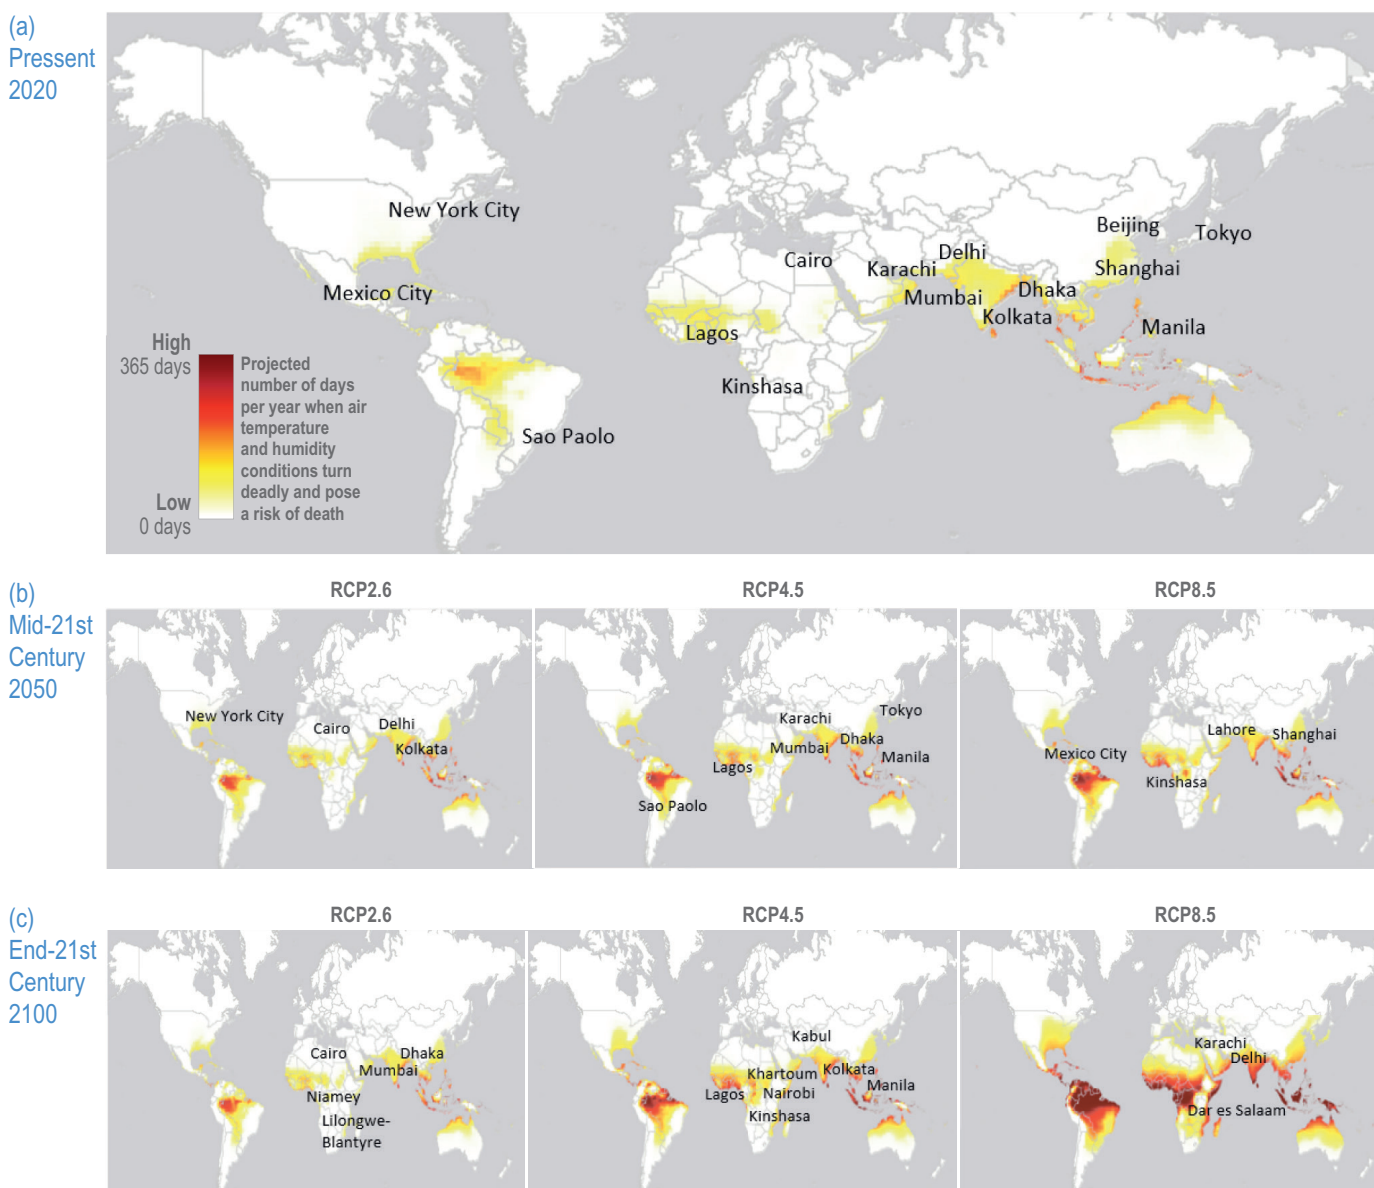 (a)
Pressent
2020
New York City
Mexico City
Sao Paolo
Cairo
Lagos
Kinshasa
Karachi
Delhi
Mumbai
Dhaka
Kolkata
Beijing
Tokyo
Shanghai
Manila
High
365 days
Low
0 days
Projected
number of days
per year when air
temperature
and humidity
conditions turn
deadly and pose
a risk of death
(b)
Mid-21st
Century
2050
RCP2.6
New York City
Cairo
Delhi
Kolkata
RCP4.5
Karachi
Tokyo
Mumbai
Dhaka
Manila
Lagos
Sao Paolo
RCP8.5
Mexico City
Lahore
Shanghai
Kinshasa
(c)
End-21st
Century
2100
RCP2.6
Cairo
Dhaka
Mumbai
Niamey
Lilongwe-
Blantyre
RCP4.5
Kabul
Khartoum
Kolkata
Lagos
Nairobi
Manila
Kinshasa
RCP8.5
Karachi
Delhi
Dar es Salaam